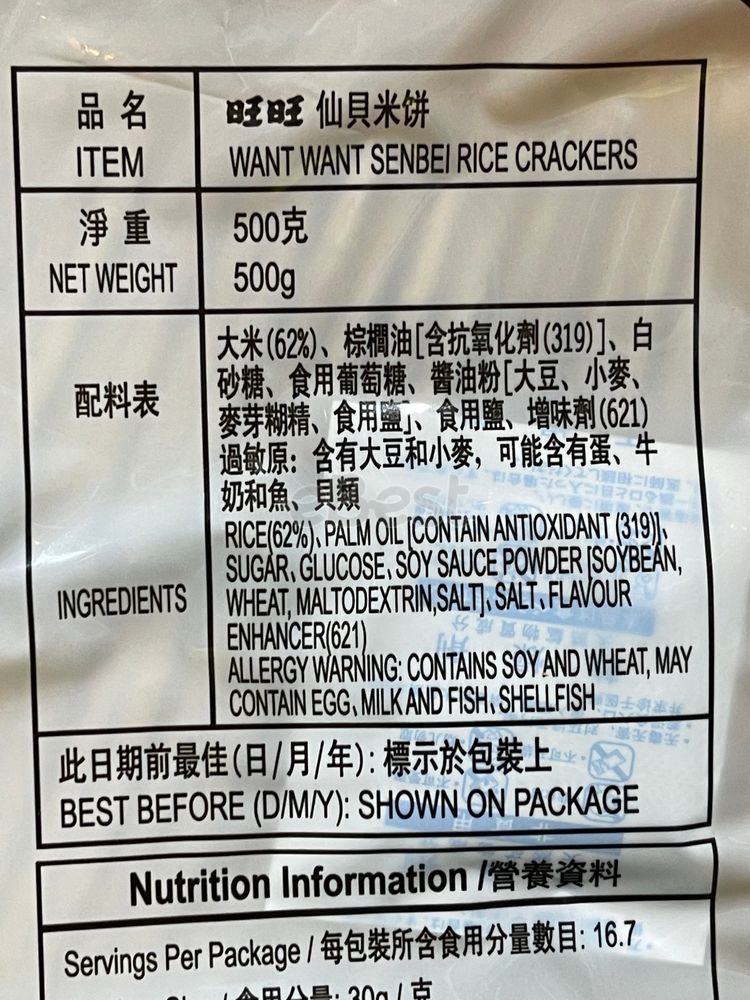 品 名
ITEM
旺旺 仙貝米饼
WANT WANT SENBEI RICE CRACKERS
淨 重
NET WEIGHT
500克
500g
配料表
大米(62%)、棕櫚油[含抗氧化劑(319)]、白
砂糖、食用葡萄糖、醬油粉[大豆、小麥、
麥芽糊精、食用鹽]、食用鹽、增味劑(621)
過敏原: 含有大豆和小麥, 可能含有蛋、牛
奶和魚、貝類
INGREDIENTS
RICE(62%)、PALM OIL [CONTAIN ANTIOXIDANT (319)]、
SUGAR、GLUCOSE、SOY SAUCE POWDER [SOYBEAN,
WHEAT, MALTODEXTRIN,SALT]、SALT、FLAVOUR
ENHANCER(621)
ALLERGY WARNING: CONTAINS SOY AND WHEAT, MAY
CONTAIN EGG、MILK AND FISH、SHELLFISH
此日期前最佳(日/月/年): 標示於包裝上
BEST BEFORE (D/M/Y): SHOWN ON PACKAGE
Nutrition Information /營養資料
Servings Per Package / 每包裝所含食用分量數目: 16.7
/ 食用分量: 30g / 克